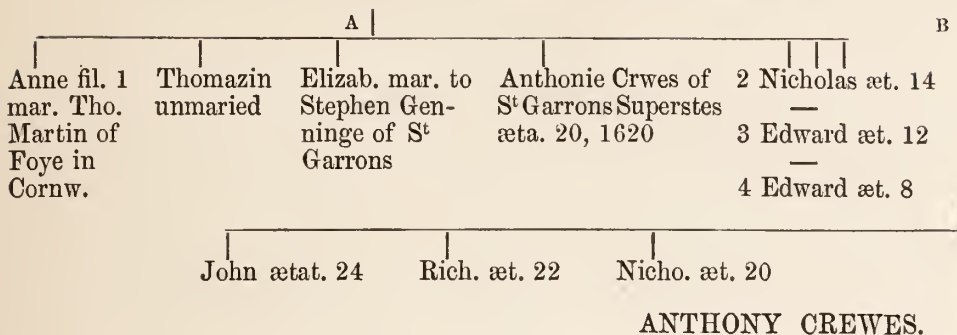 A B
Anne fil. 1
mar. Tho.
Martin of
Foye in
Cornw.
Thomazin
unmaried
Elizab. mar. to
Stephen Gen-
ninge of St
Garrons
Anthonie Crwes of
St Garrons Superstes
æta. 20, 1620
2 Nicholas æt. 14
—
3 Edward æt. 12
—
4 Edward æt. 8
John ætat. 24 Rich. æt. 22 Nicho. æt. 20
ANTHONY CREWES.